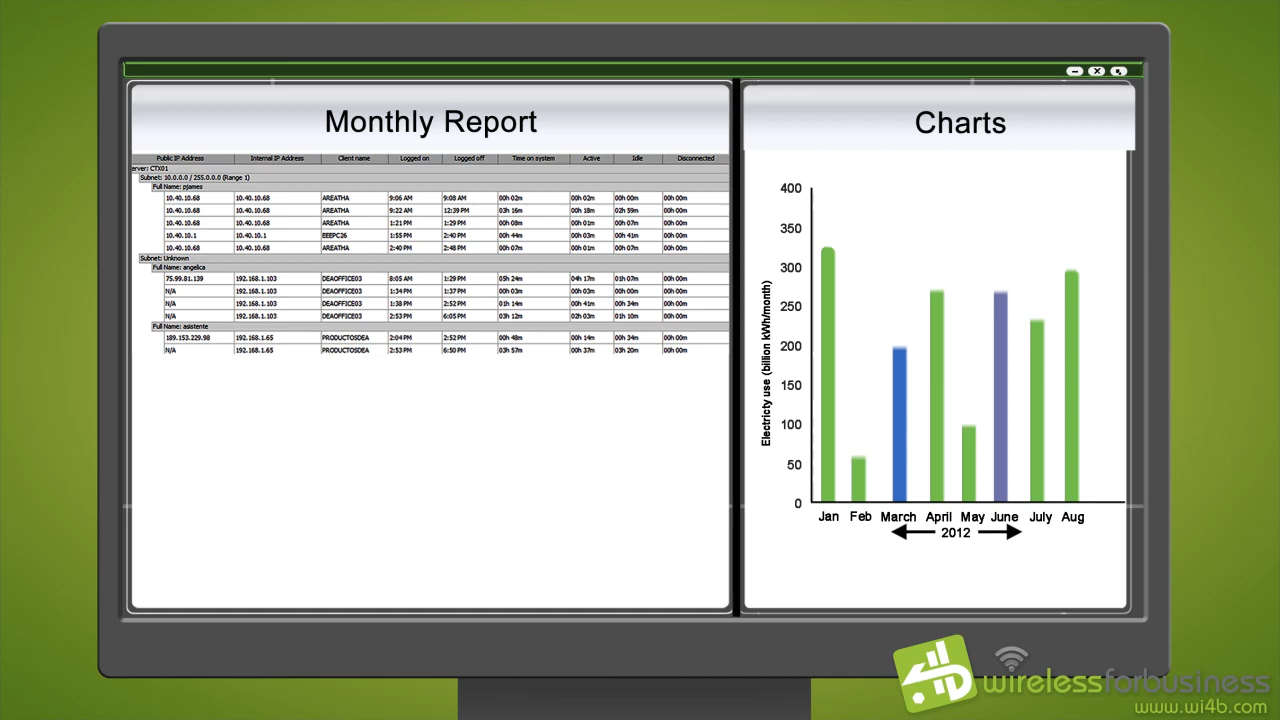 Monthly Report
Public IP Address Internal IP Address Client name Logged on Logged off Time on system Active Idle Disconnected
erver: CTX01
Subnet: 10.0.0.0 / 255.0.0.0 (Range 1)
Full Name: pjames
10.40.10.68 10.40.10.68 AREATHA 9:06 AM 9:08 AM 00h 02m 00h 02m 00h 00m 00h 00m
10.40.10.68 10.40.10.68 AREATHA 9:22 AM 12:39 PM 03h 16m 00h 18m 02h 59m 00h 00m
10.40.10.68 10.40.10.68 AREATHA 1:21 PM 1:29 PM 00h 08m 00h 01m 00h 07m 00h 00m
10.40.10.1 10.40.10.1 EEEPC26 1:55 PM 2:40 PM 00h 44m 00h 03m 00h 41m 00h 00m
10.40.10.68 10.40.10.68 AREATHA 2:40 PM 2:48 PM 00h 07m 00h 01m 00h 07m 00h 00m
Subnet: Unknown
Full Name: angelica
75.99.81.139 192.168.1.103 DEAOFFICE03 8:05 AM 1:29 PM 05h 24m 04h 17m 01h 07m 00h 00m
N/A 192.168.1.103 DEAOFFICE03 1:34 PM 1:37 PM 00h 03m 00h 03m 00h 00m 00h 00m
N/A 192.168.1.103 DEAOFFICE03 1:38 PM 2:52 PM 01h 14m 00h 41m 00h 34m 00h 00m
N/A 192.168.1.103 DEAOFFICE03 2:53 PM 6:05 PM 03h 12m 02h 03m 01h 10m 00h 00m
Full Name: asistente
189.153.229.98 192.168.1.65 PRODUCTOSDEA 2:04 PM 2:52 PM 00h 48m 00h 14m 00h 34m 00h 00m
N/A 192.168.1.65 PRODUCTOSDEA 2:53 PM 6:50 PM 03h 57m 00h 37m 03h 20m 00h 00m
Charts
Electricty use (billion kWh/month)
400
350
300
250
200
150
100
50
0
Jan Feb March April May June July Aug
2012
4D
wirelessforbusiness
www.wi4b.com